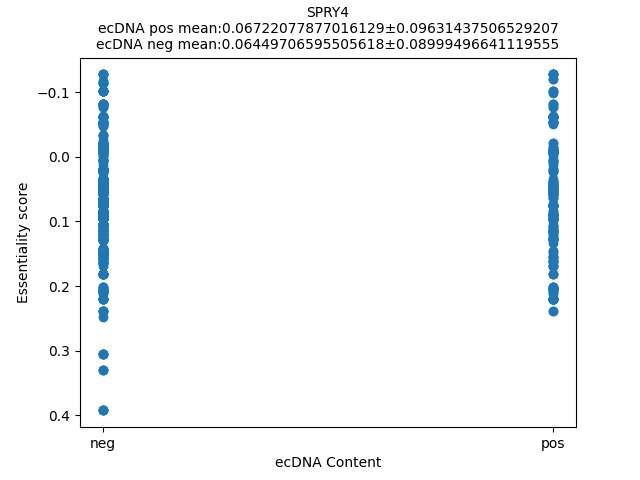 SPRY4
ecDNA pos mean:0.06722077877016129±0.09631437506529207
ecDNA neg mean:0.06449706595505618±0.08999496641119555
−0.1
0.0
0.1
0.2
0.3
0.4
Essentiality score
neg
pos
ecDNA Content